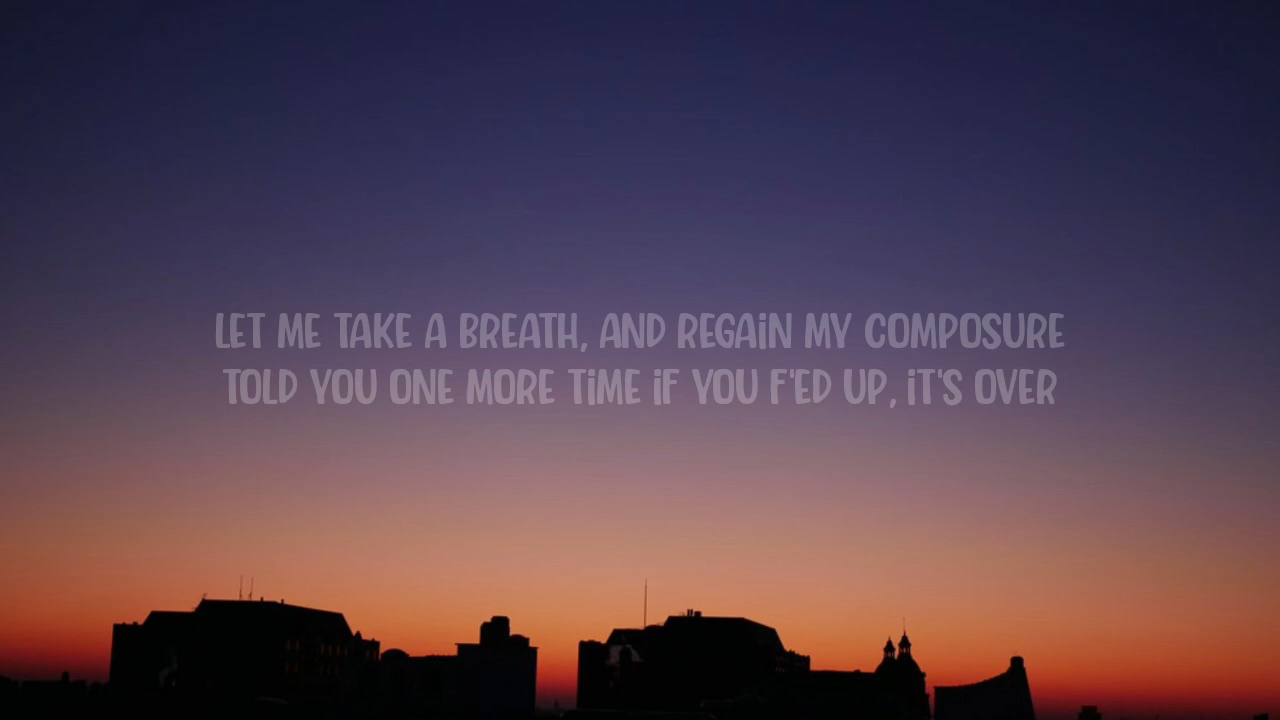 LET ME TAKE A BREATH, AND REGAIN MY COMPOSURE
TOLD YOU ONE MORE TIME IF YOU F'ED UP, IT'S OVER